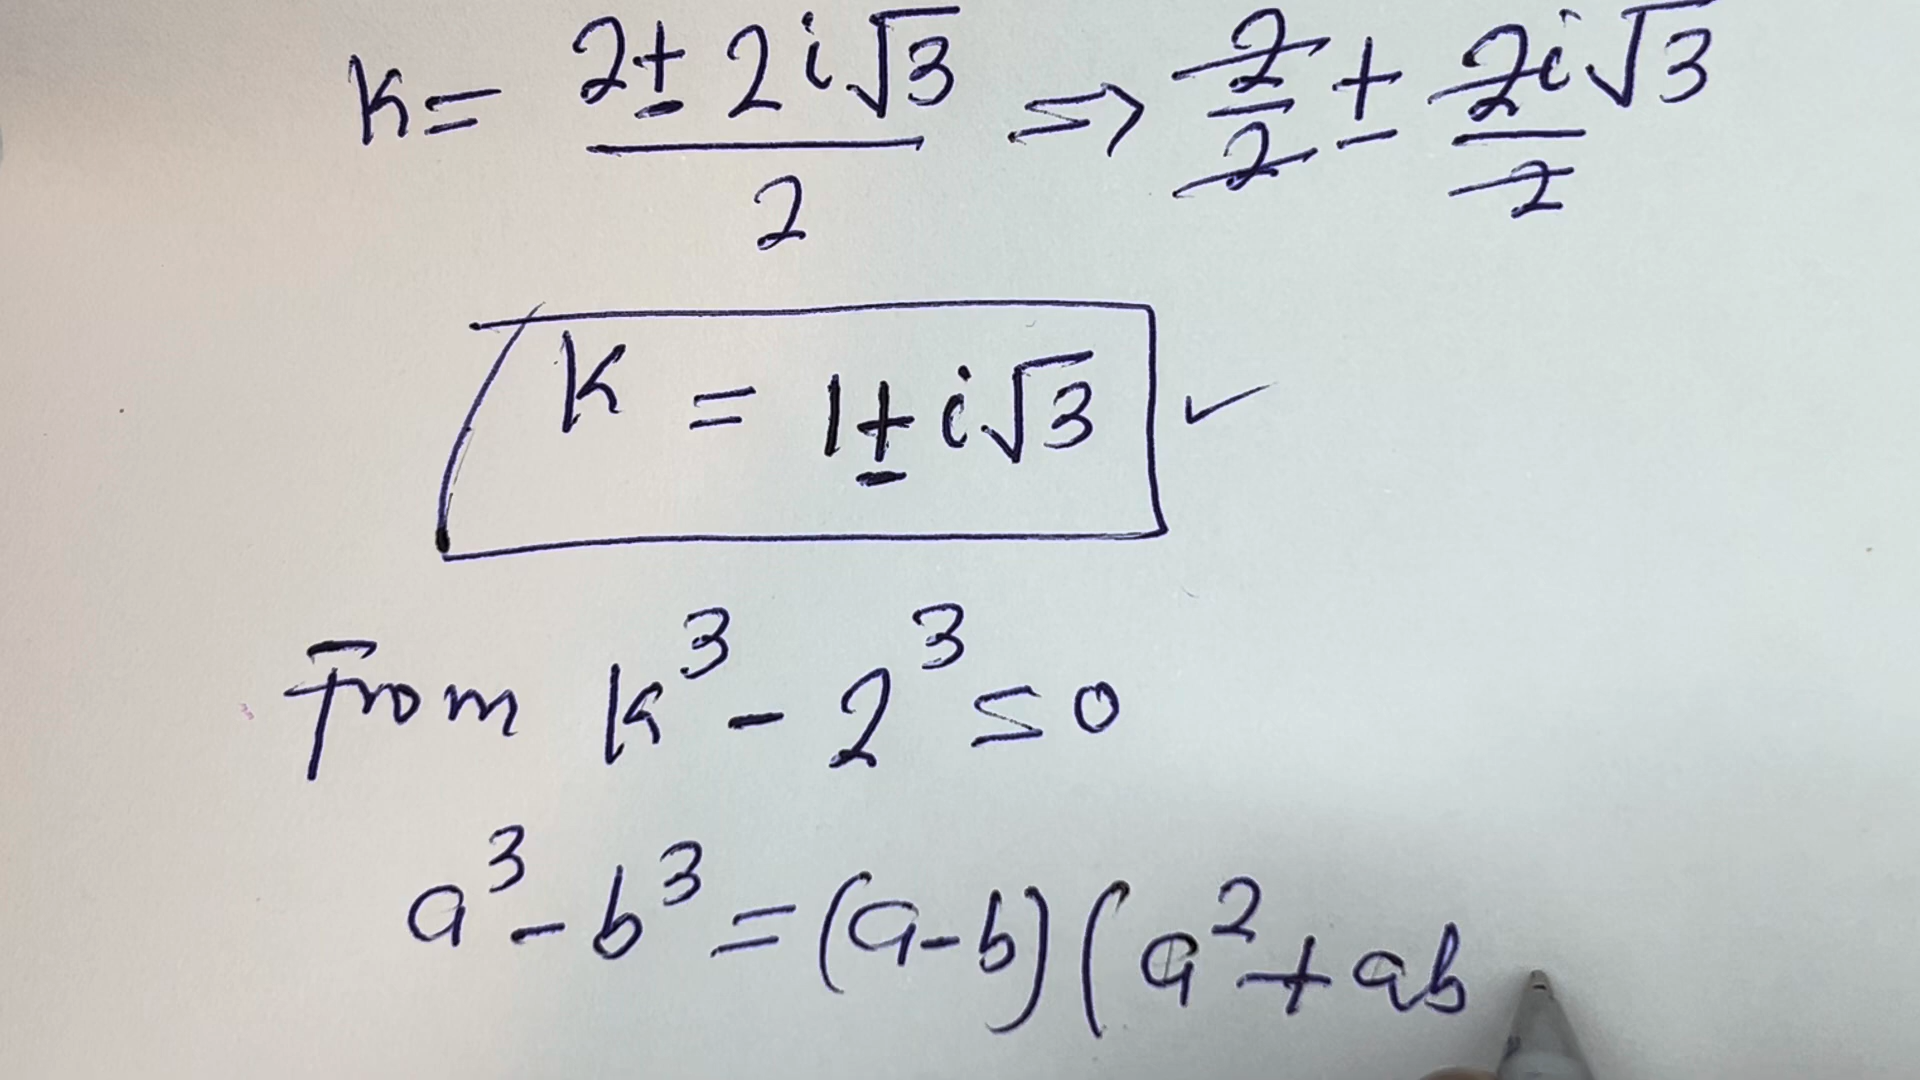 K = (2 ± 2i√3)/2 ⇒ 2/2 ± 2i√3/2
K = 1 ± i√3 ✓
From k³ - 2³ = 0
a³ - b³ = (a-b)(a² + ab